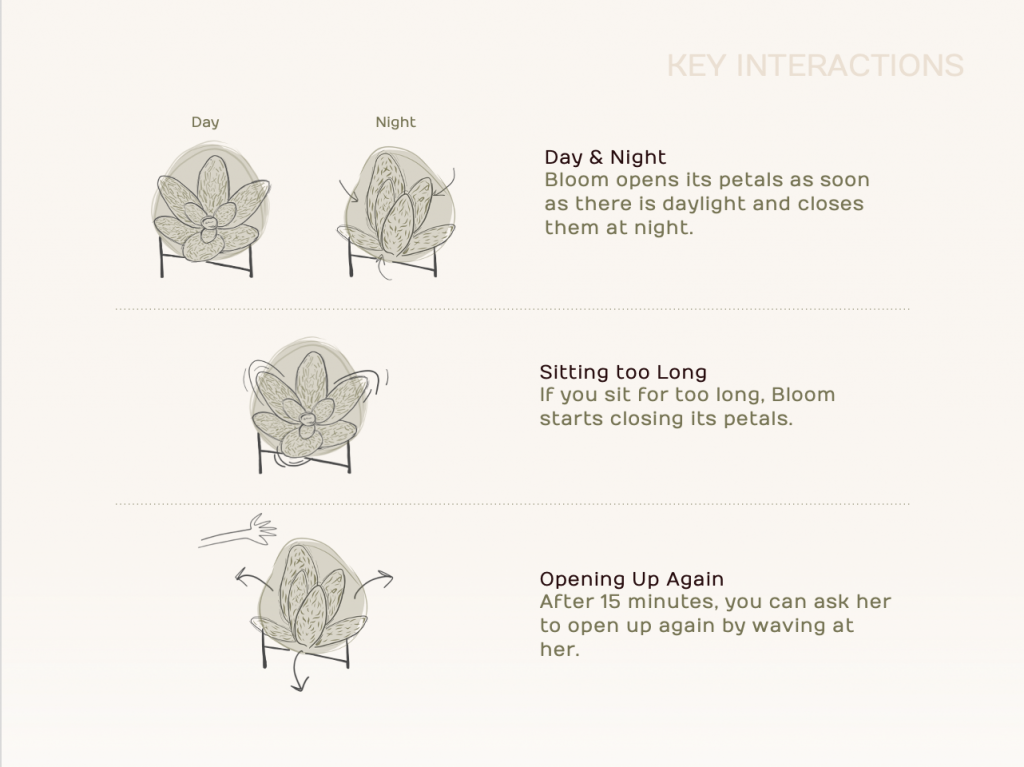 KEY INTERACTIONS
Day
Night
Day & Night
Bloom opens its petals as soon
as there is daylight and closes
them at night.
Sitting too Long
If you sit for too long, Bloom
starts closing its petals.
Opening Up Again
After 15 minutes, you can ask her
to open up again by waving at
her.